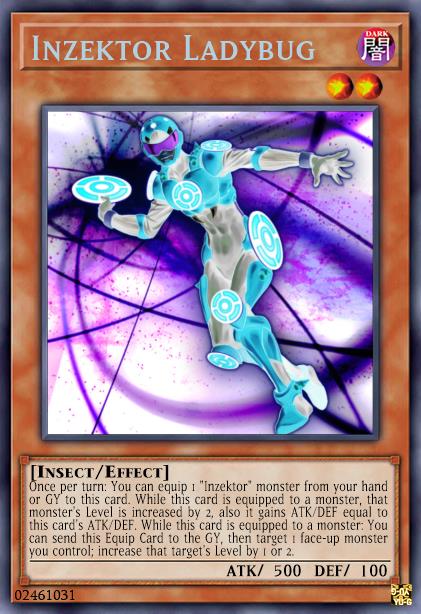 Inzektor Ladybug
DARK
闇
[Insect/Effect]
Once per turn: You can equip 1 "Inzektor" monster from your hand
or GY to this card. While this card is equipped to a monster, that
monster's Level is increased by 2, also it gains ATK/DEF equal to
this card's ATK/DEF. While this card is equipped to a monster: You
can send this Equip Card to the GY, then target 1 face-up monster
you control; increase that target's Level by 1 or 2.
ATK/ 500 DEF/ 100
02461031